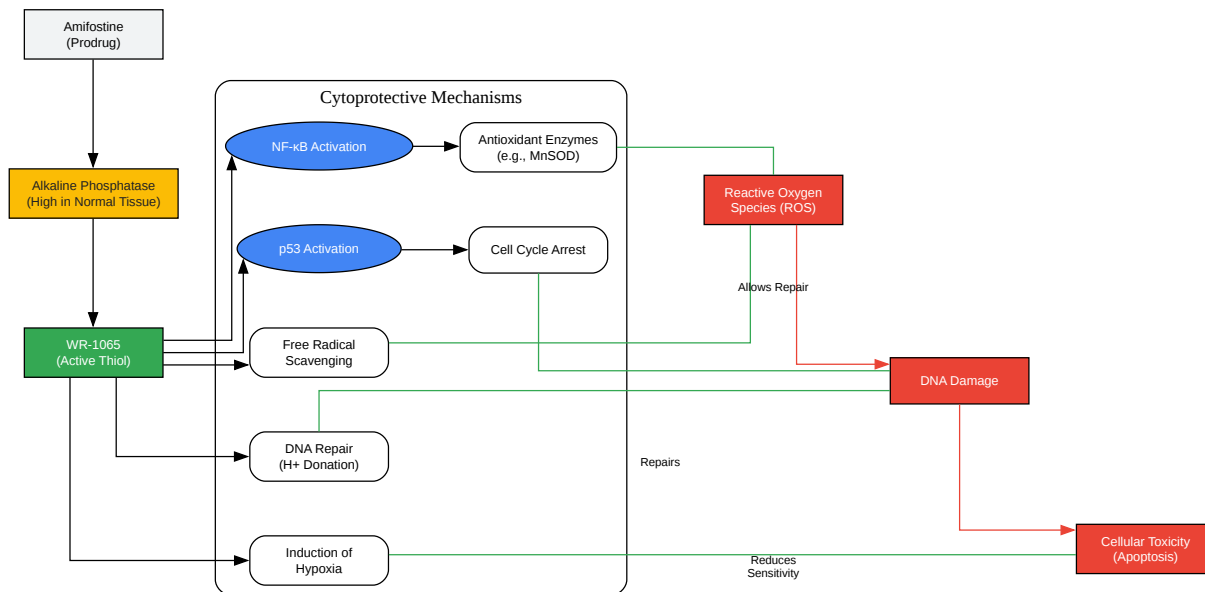 Amifostine
(Prodrug)
Cytoprotective Mechanisms
NF-κB Activation
Antioxidant Enzymes
(e.g., MnSOD)
Alkaline Phosphatase
(High in Normal Tissue)
Reactive Oxygen
Species (ROS)
p53 Activation
Cell Cycle Arrest
Allows Repair
WR-1065
(Active Thiol)
Free Radical
Scavenging
DNA Damage
DNA Repair
(H+ Donation)
Repairs
Induction of
Hypoxia
Reduces
Sensitivity
Cellular Toxicity
(Apoptosis)